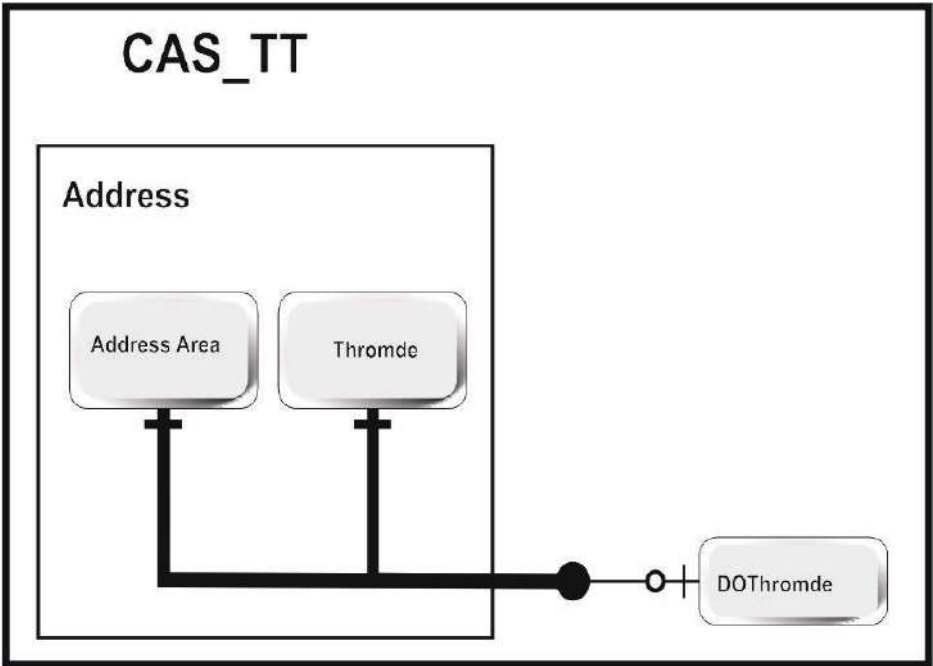 CAS_TT
Address
Address Area
Thromde
DOThromde